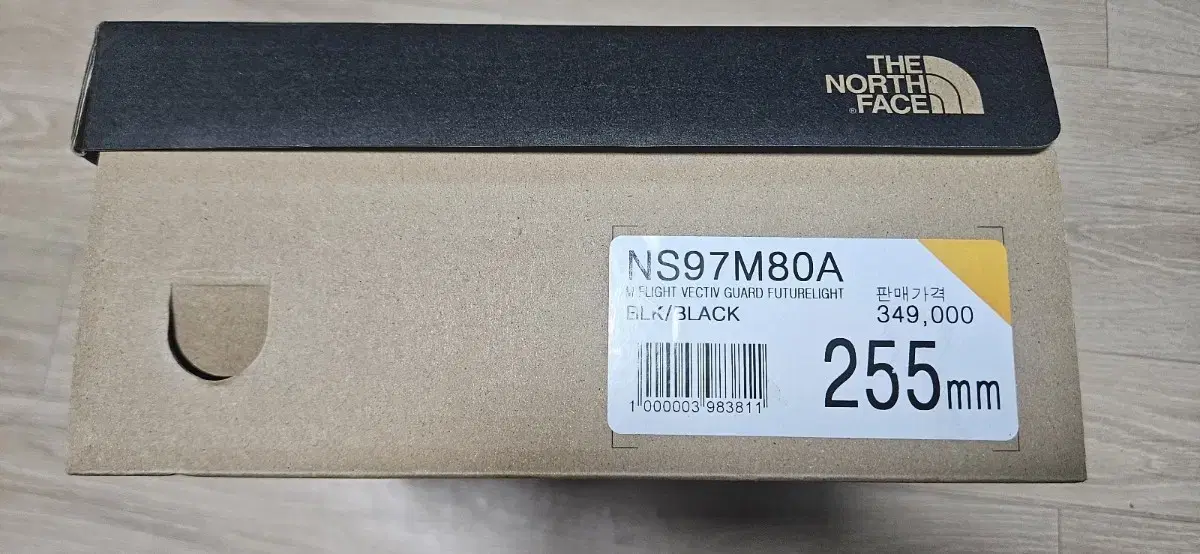 THE
NORTH
FACE
®
NS97M80A
M FLIGHT VECTIV GUARD FUTURELIGHT
BLK/BLACK
판매가격
349,000
255mm
1 000003 983811